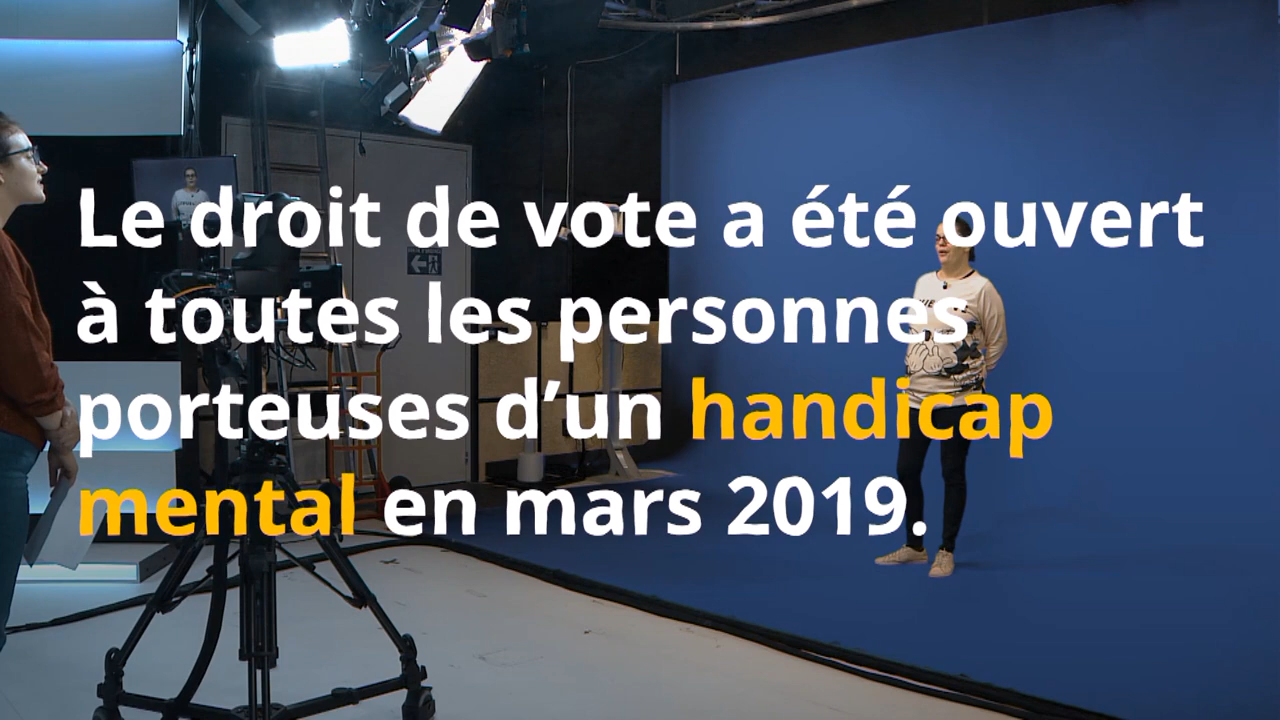 Le droit de vote a été ouvert
à toutes les personnes
porteuses d’un handicap
mental en mars 2019.